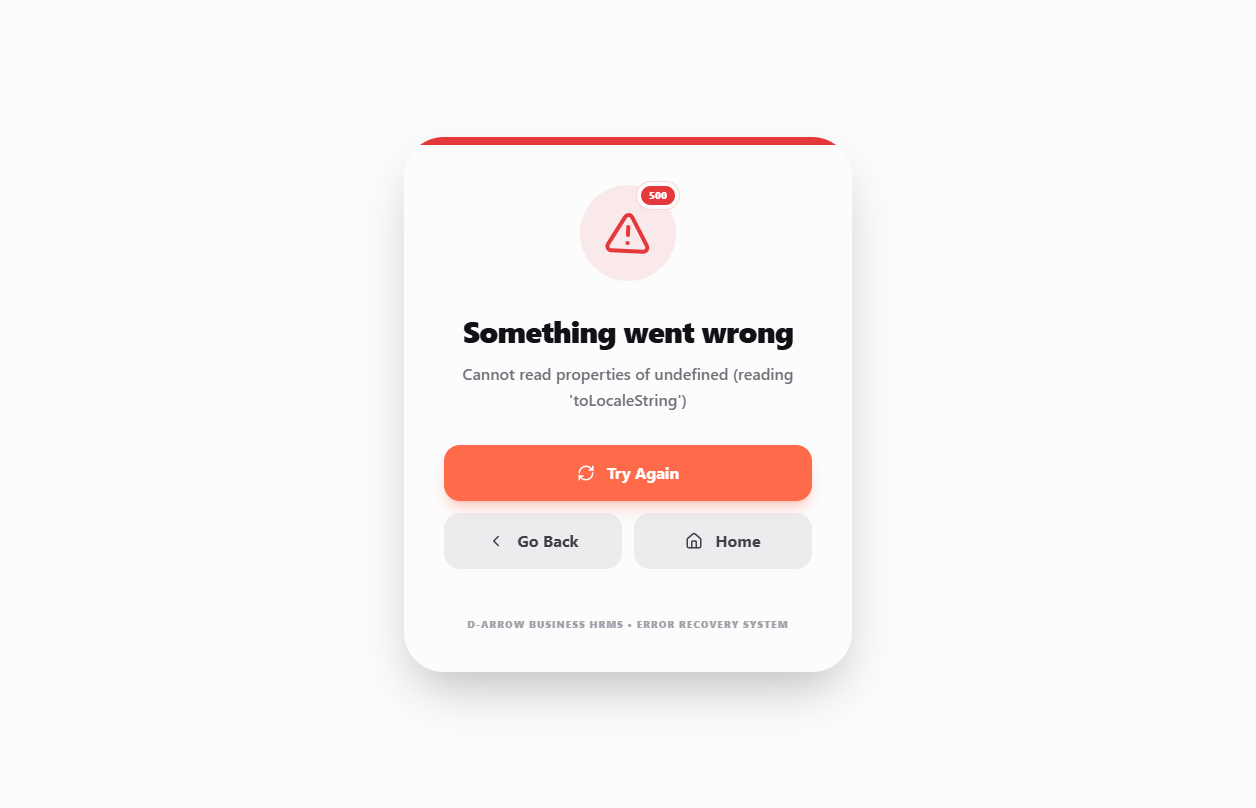 500
Something went wrong
Cannot read properties of undefined (reading
'toLocaleString')
Try Again
Go Back
Home
D-ARROW BUSINESS HRMS • ERROR RECOVERY SYSTEM